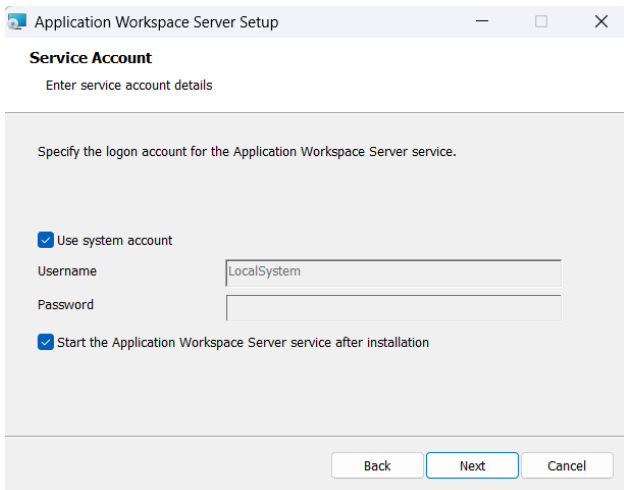 Application Workspace Server Setup
Service Account
Enter service account details
Specify the logon account for the Application Workspace Server service.
Use system account
Username
LocalSystem
Password
Start the Application Workspace Server service after installation
Back
Next
Cancel